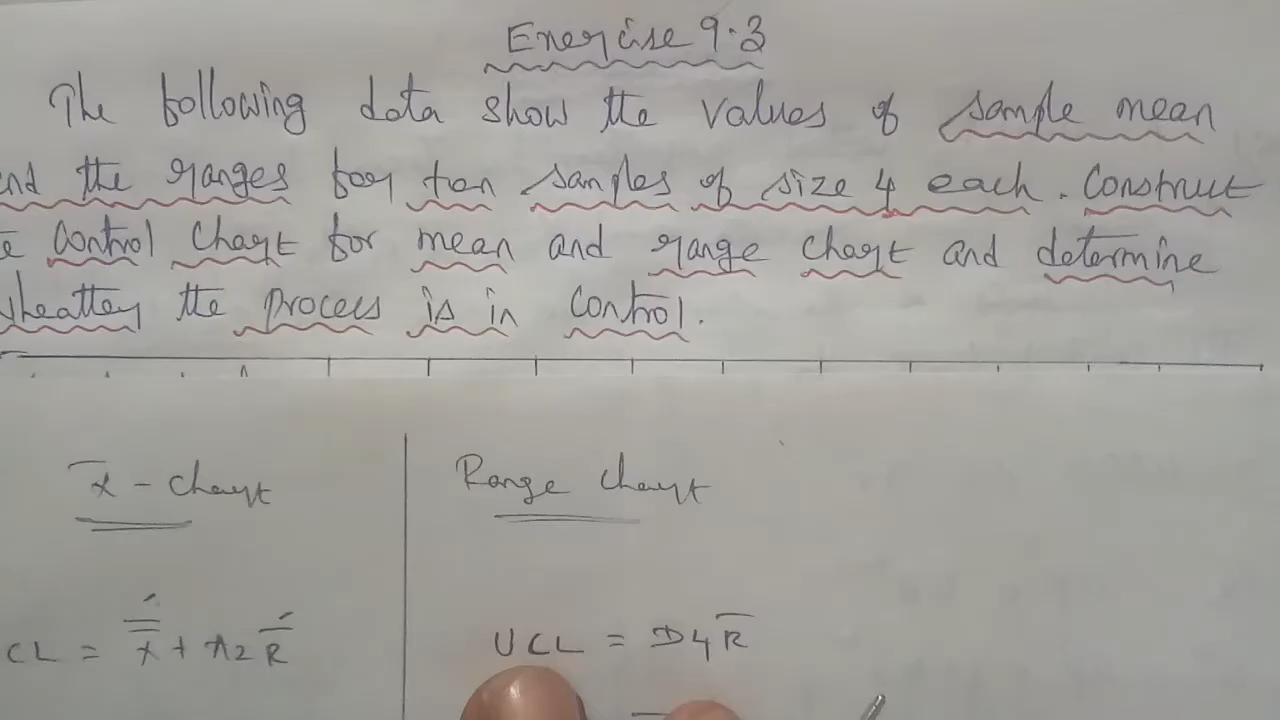 Exercise 9.3
The following data show the values of sample mean
and the ranges for ten samples of size 4 each. Construct
control chart for mean and range chart and determine
wheather the process is in control.
x̄ - chart
Range chart
CL = x̿ + A2 R̄
UCL = D4 R̄